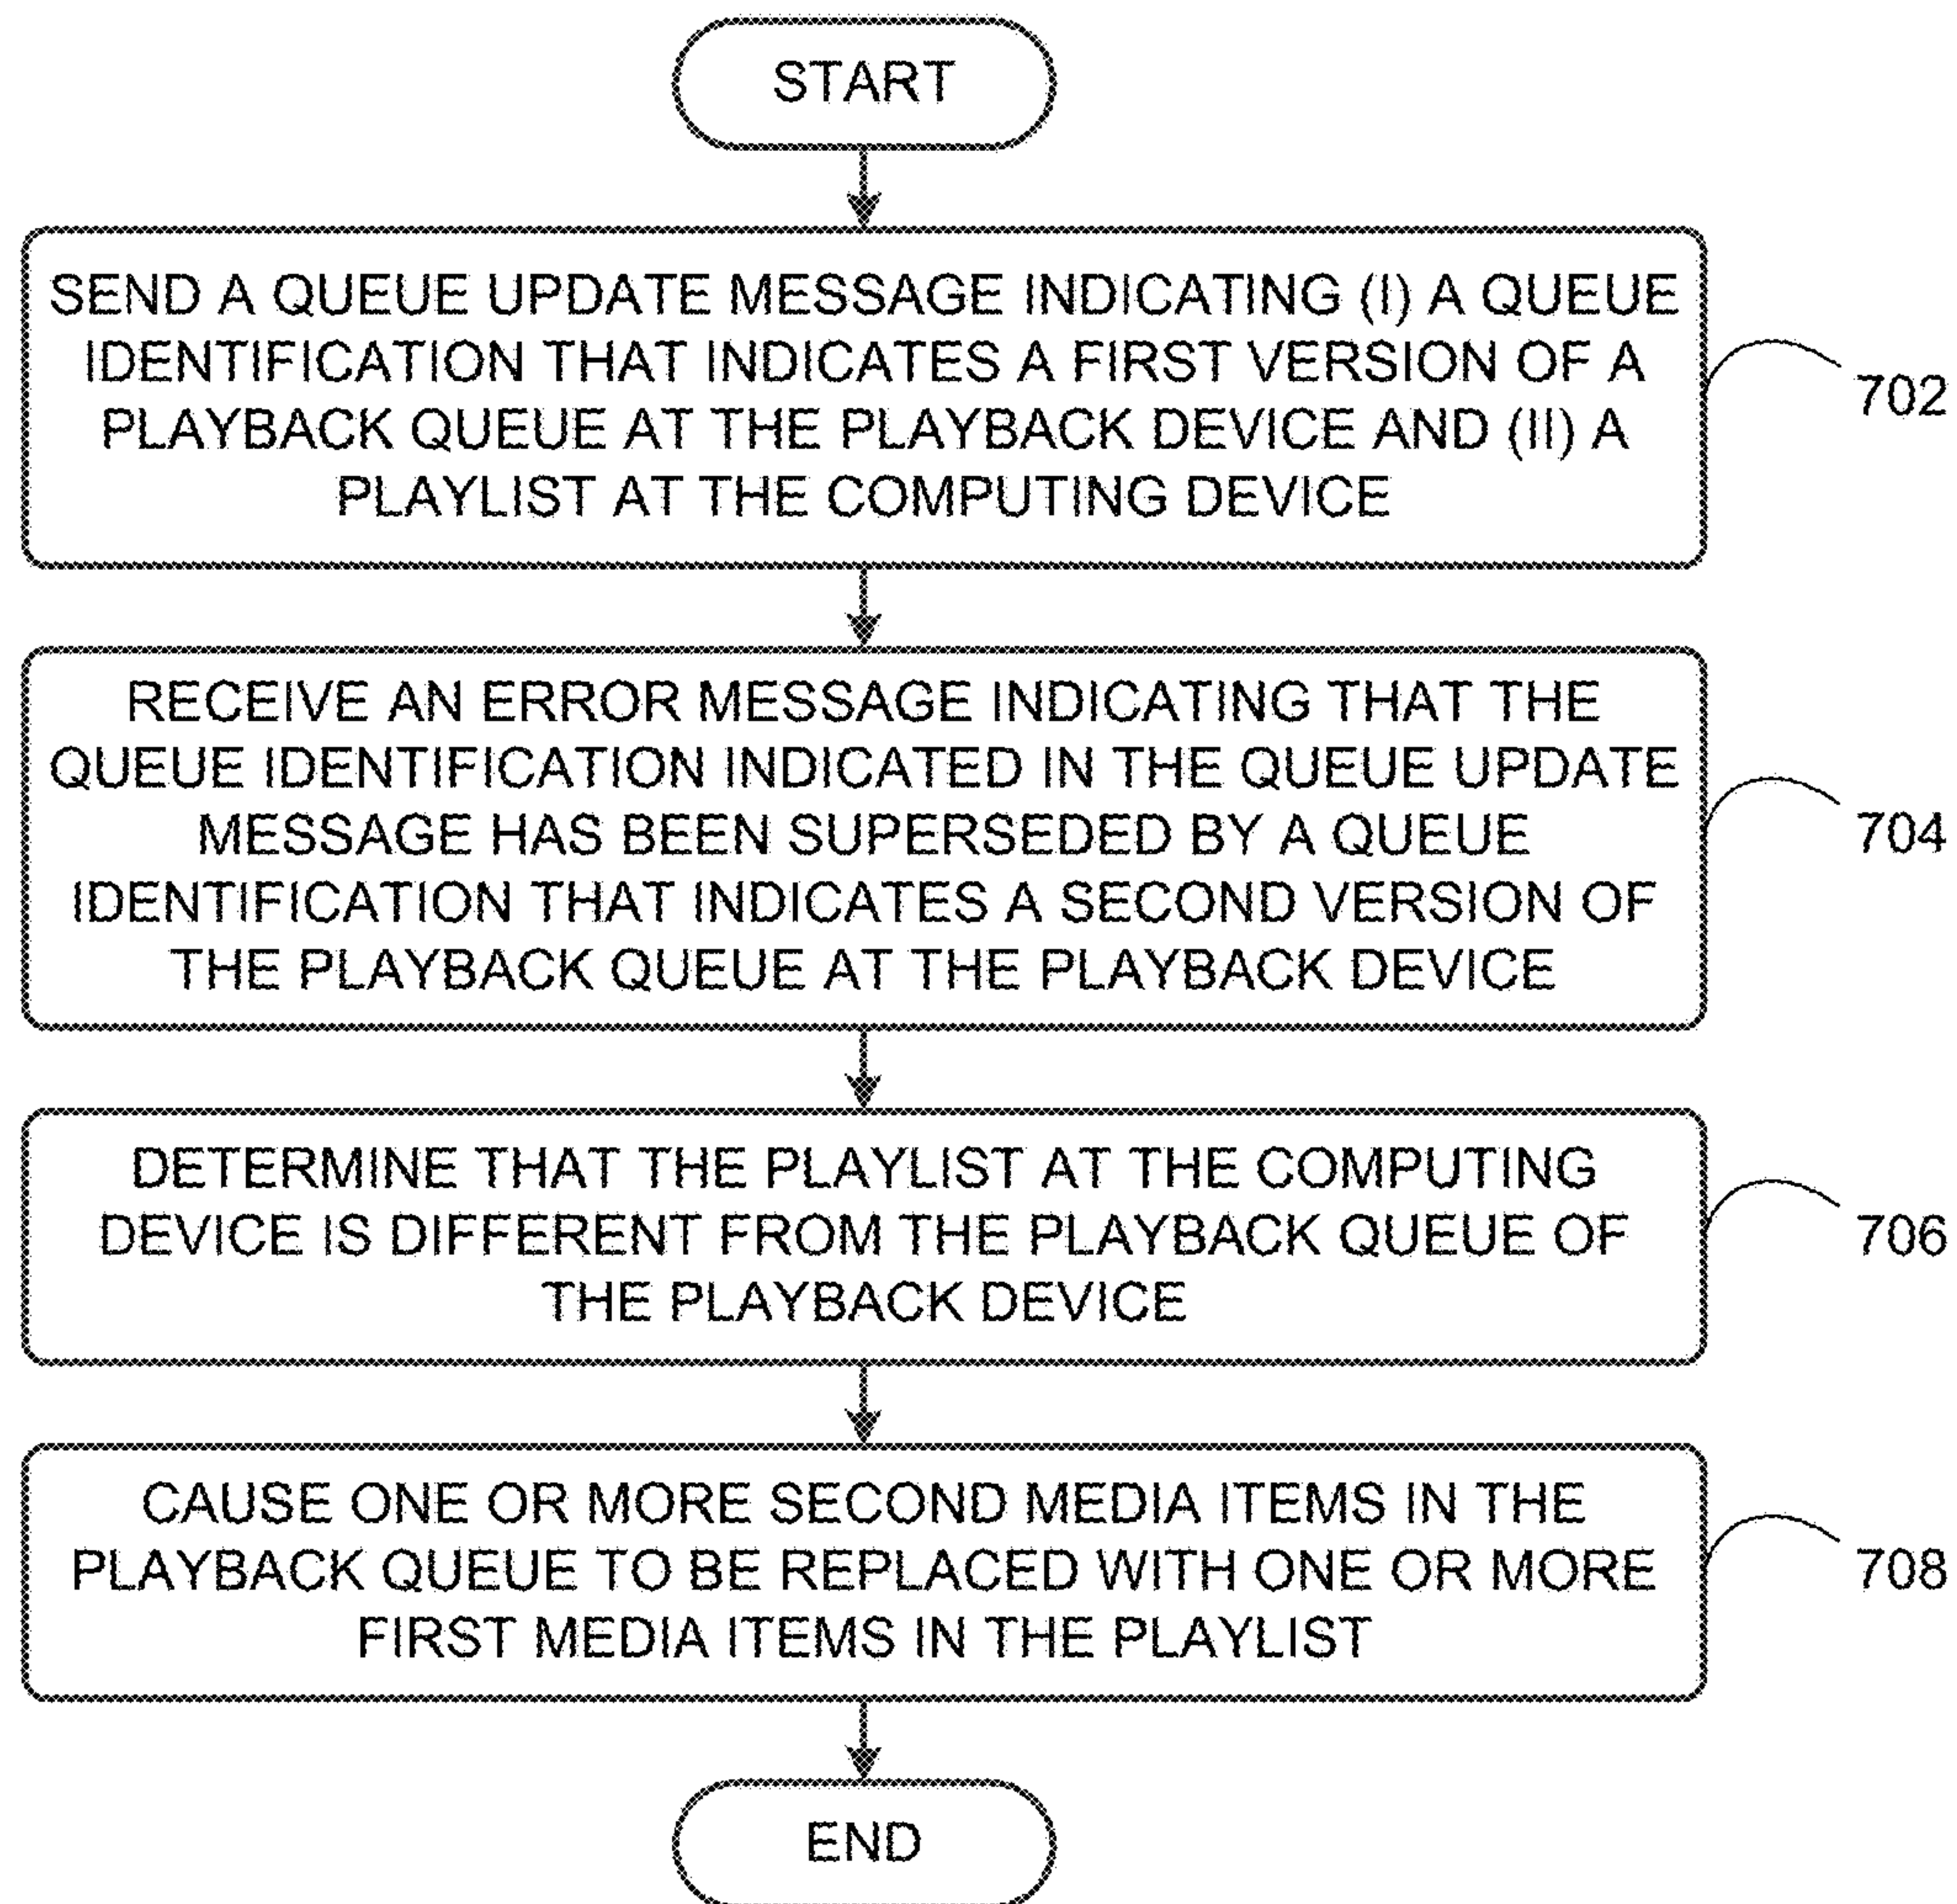 START
SEND A QUEUE UPDATE MESSAGE INDICATING (I) A QUEUE
IDENTIFICATION THAT INDICATES A FIRST VERSION OF A
PLAYBACK QUEUE AT THE PLAYBACK DEVICE AND (II) A
PLAYLIST AT THE COMPUTING DEVICE
702
RECEIVE AN ERROR MESSAGE INDICATING THAT THE
QUEUE IDENTIFICATION INDICATED IN THE QUEUE UPDATE
MESSAGE HAS BEEN SUPERSEDED BY A QUEUE
IDENTIFICATION THAT INDICATES A SECOND VERSION OF
THE PLAYBACK QUEUE AT THE PLAYBACK DEVICE
704
DETERMINE THAT THE PLAYLIST AT THE COMPUTING
DEVICE IS DIFFERENT FROM THE PLAYBACK QUEUE OF
THE PLAYBACK DEVICE
706
CAUSE ONE OR MORE SECOND MEDIA ITEMS IN THE
PLAYBACK QUEUE TO BE REPLACED WITH ONE OR MORE
FIRST MEDIA ITEMS IN THE PLAYLIST
708
END